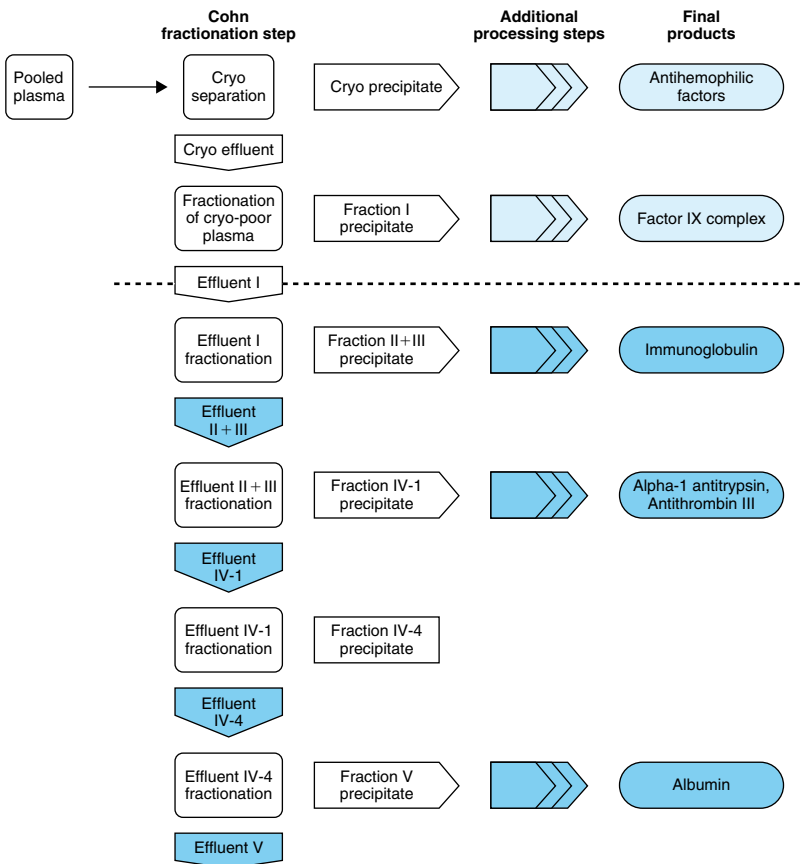 Cohn
fractionation step
Additional
processing steps
Final
products
Pooled
plasma
Cryo
separation
Cryo precipitate
Antihemophilic
factors
Cryo effluent
Fractionation
of cryo-poor
plasma
Fraction I
precipitate
Factor IX complex
Effluent I
Effluent I
fractionation
Fraction II+III
precipitate
Immunoglobulin
Effluent
II+III
Effluent II+III
fractionation
Fraction IV-1
precipitate
Alpha-1 antitrypsin,
Antithrombin III
Effluent
IV-1
Effluent IV-1
fractionation
Fraction IV-4
precipitate
Effluent
IV-4
Effluent IV-4
fractionation
Fraction V
precipitate
Albumin
Effluent V